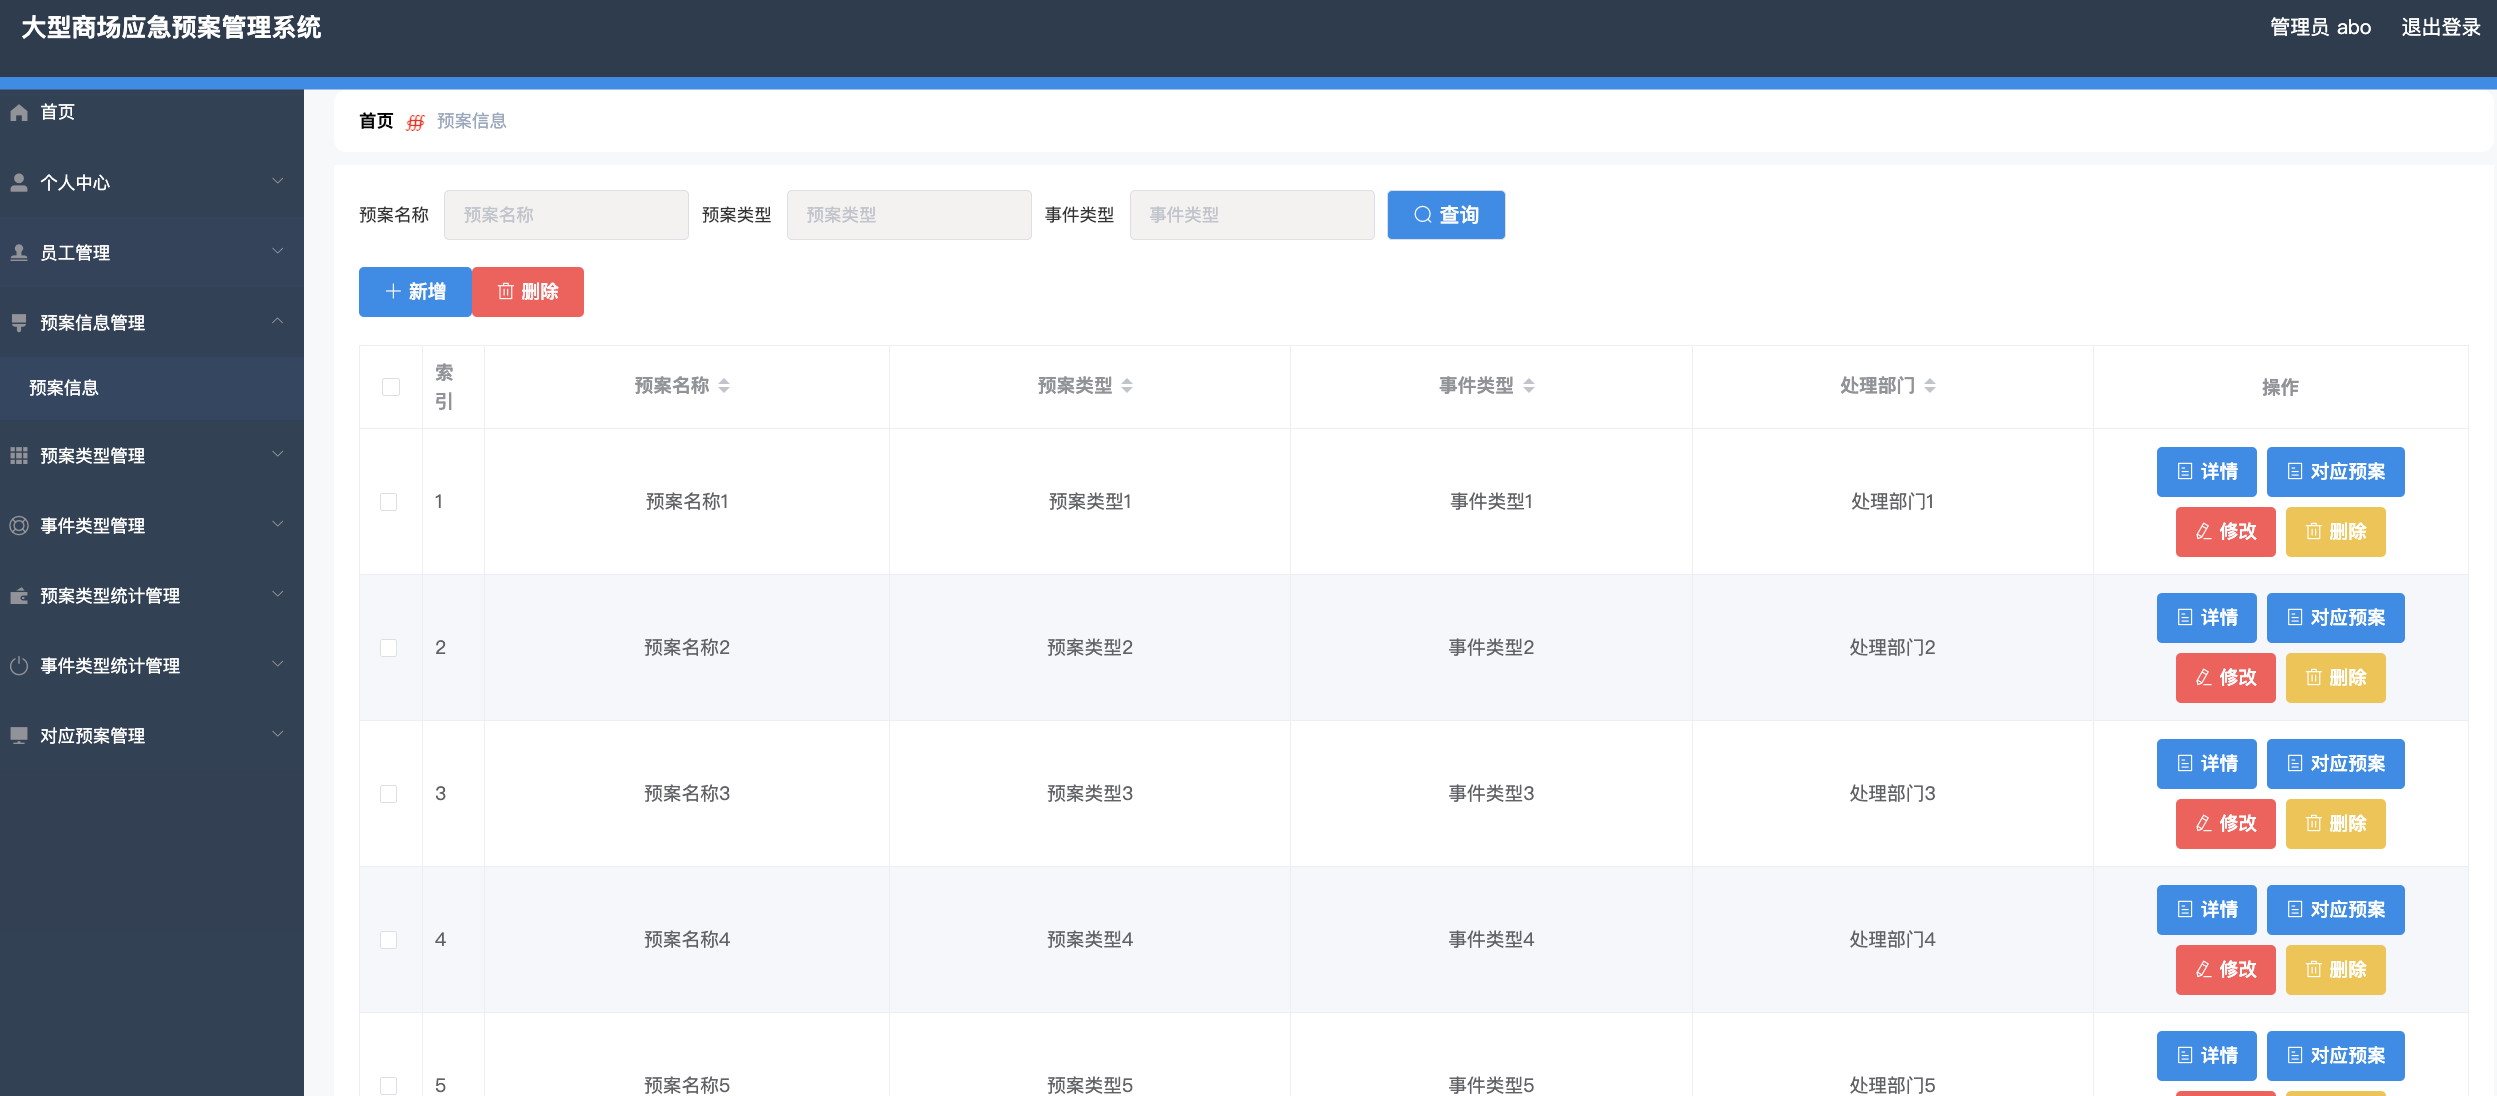 大型商场应急预案管理系统
管理员 abo 退出登录
首页
个人中心
员工管理
预案信息管理
预案信息
预案类型管理
事件类型管理
预案类型统计管理
事件类型统计管理
对应预案管理
首页 预案信息
预案名称 预案名称 预案类型 预案类型 事件类型 事件类型 查询
新增 删除
索引 预案名称 预案类型 事件类型 处理部门 操作
1 预案名称1 预案类型1 事件类型1 处理部门1 详情 对应预案
修改 删除
2 预案名称2 预案类型2 事件类型2 处理部门2 详情 对应预案
修改 删除
3 预案名称3 预案类型3 事件类型3 处理部门3 详情 对应预案
修改 删除
4 预案名称4 预案类型4 事件类型4 处理部门4 详情 对应预案
修改 删除
5 预案名称5 预案类型5 事件类型5 处理部门5 详情 对应预案